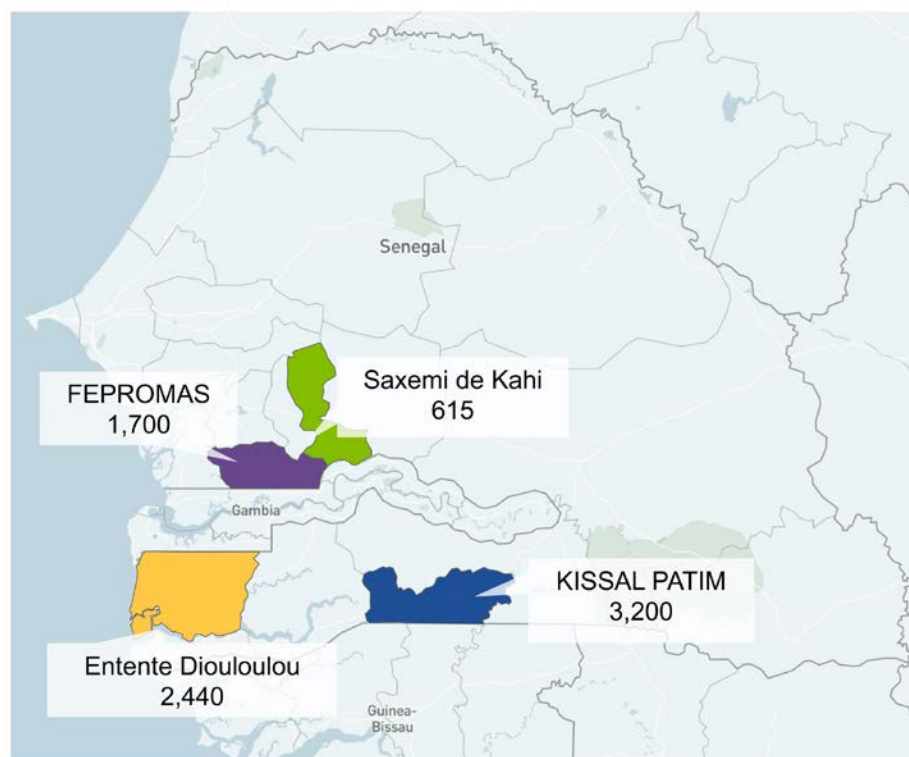 Senegal
FEPROMAS
1,700
Saxemi de Kahi
615
Gambia
KISSAL PATIM
3,200
Entente Diouloulou
2,440
Guinea-
Bissau